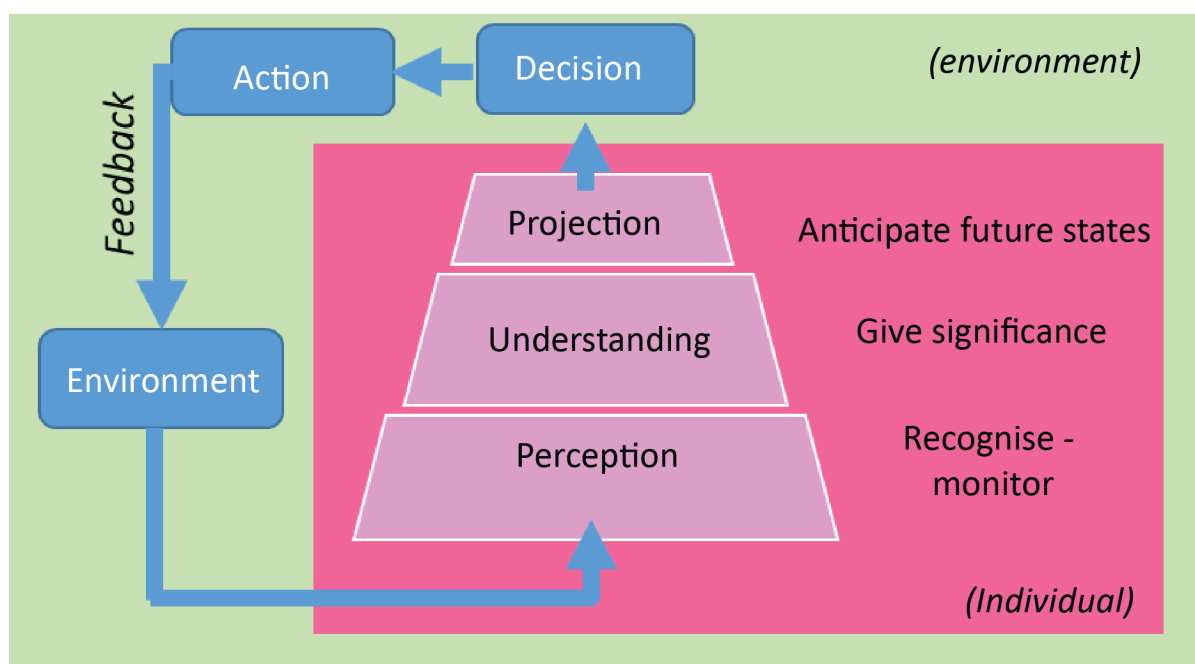 Action
Decision
(environment)
Feedback
Projection
Anticipate future states
Understanding
Give significance
Environment
Perception
Recognise -
monitor
(Individual)